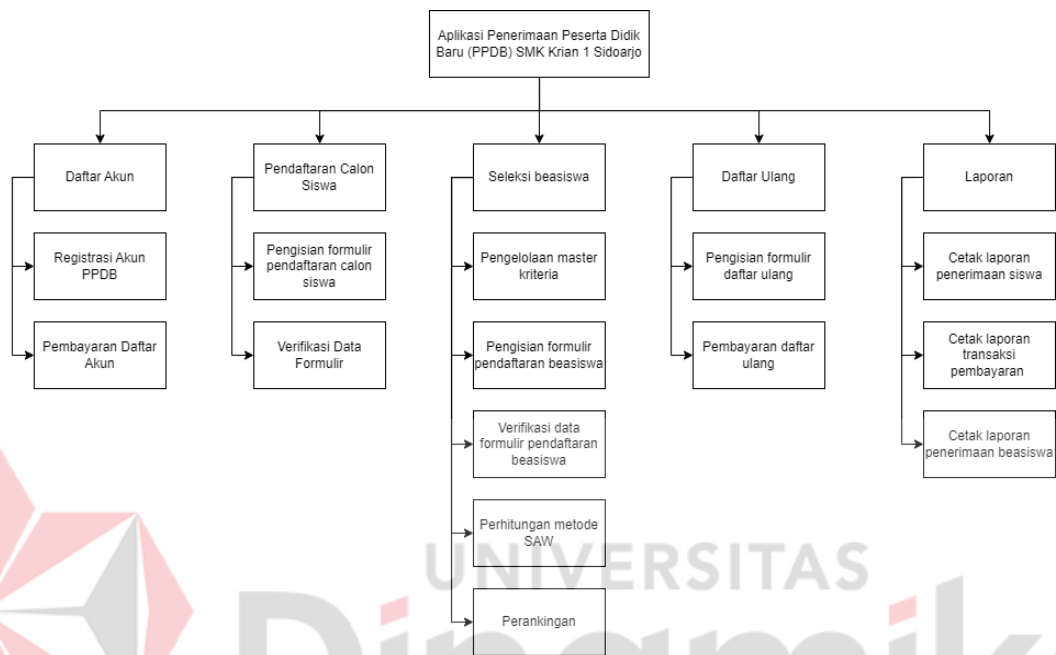 Aplikasi Penerimaan Peserta Didik
Baru (PPDB) SMK Krian 1 Sidoarjo
Daftar Akun
Registrasi Akun
PPDB
Pembayaran Daftar
Akun
Pendaftaran Calon
Siswa
Pengisian formulir
pendaftaran calon
siswa
Verifikasi Data
Formulir
Seleksi beasiswa
Pengelolaan master
kriteria
Pengisian formulir
pendaftaran beasiswa
Verifikasi data
formulir pendaftaran
beasiswa
Perhitungan metode
SAW
Perankingan
Daftar Ulang
Pengisian formulir
daftar ulang
Pembayaran daftar
ulang
Laporan
Cetak laporan
penerimaan siswa
Cetak laporan
transaksi
pembayaran
Cetak laporan
penerimaan beasiswa
UNIVERSITAS
Dinamika